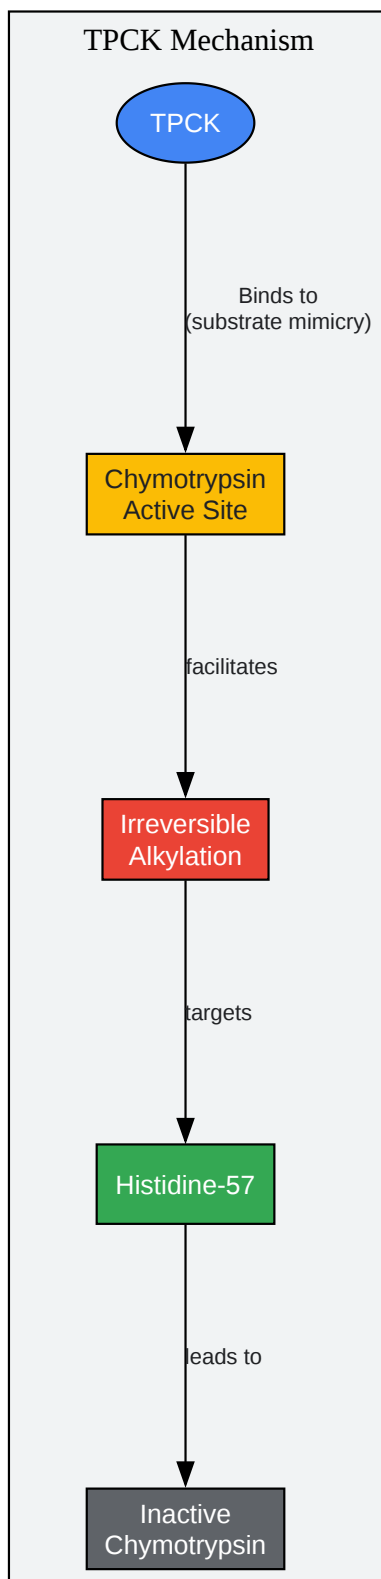 TPCK Mechanism
TPCK
Binds to
(substrate mimicry)
Chymotrypsin
Active Site
facilitates
Irreversible
Alkylation
targets
Histidine-57
leads to
Inactive
Chymotrypsin